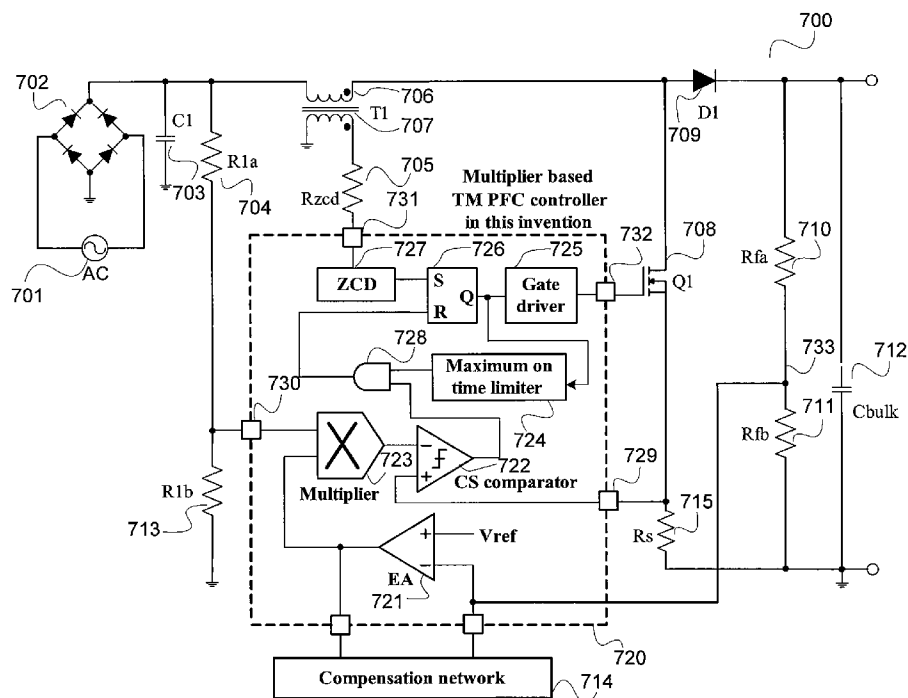 700
702
C1
703
R1a
704
706
T1
707
705
Rzcd
731
709
D1
Multiplier based
TM PFC controller
in this invention
701
AC
727
ZCD
726
S
R
Q
725
Gate
driver
732
708
Q1
710
Rfa
733
712
Cbulk
711
Rfb
728
Maximum on
time limiter
724
730
Multiplier
723
−
+
722
CS comparator
729
715
Rs
R1b
713
+
−
Vref
EA
721
720
Compensation network
714